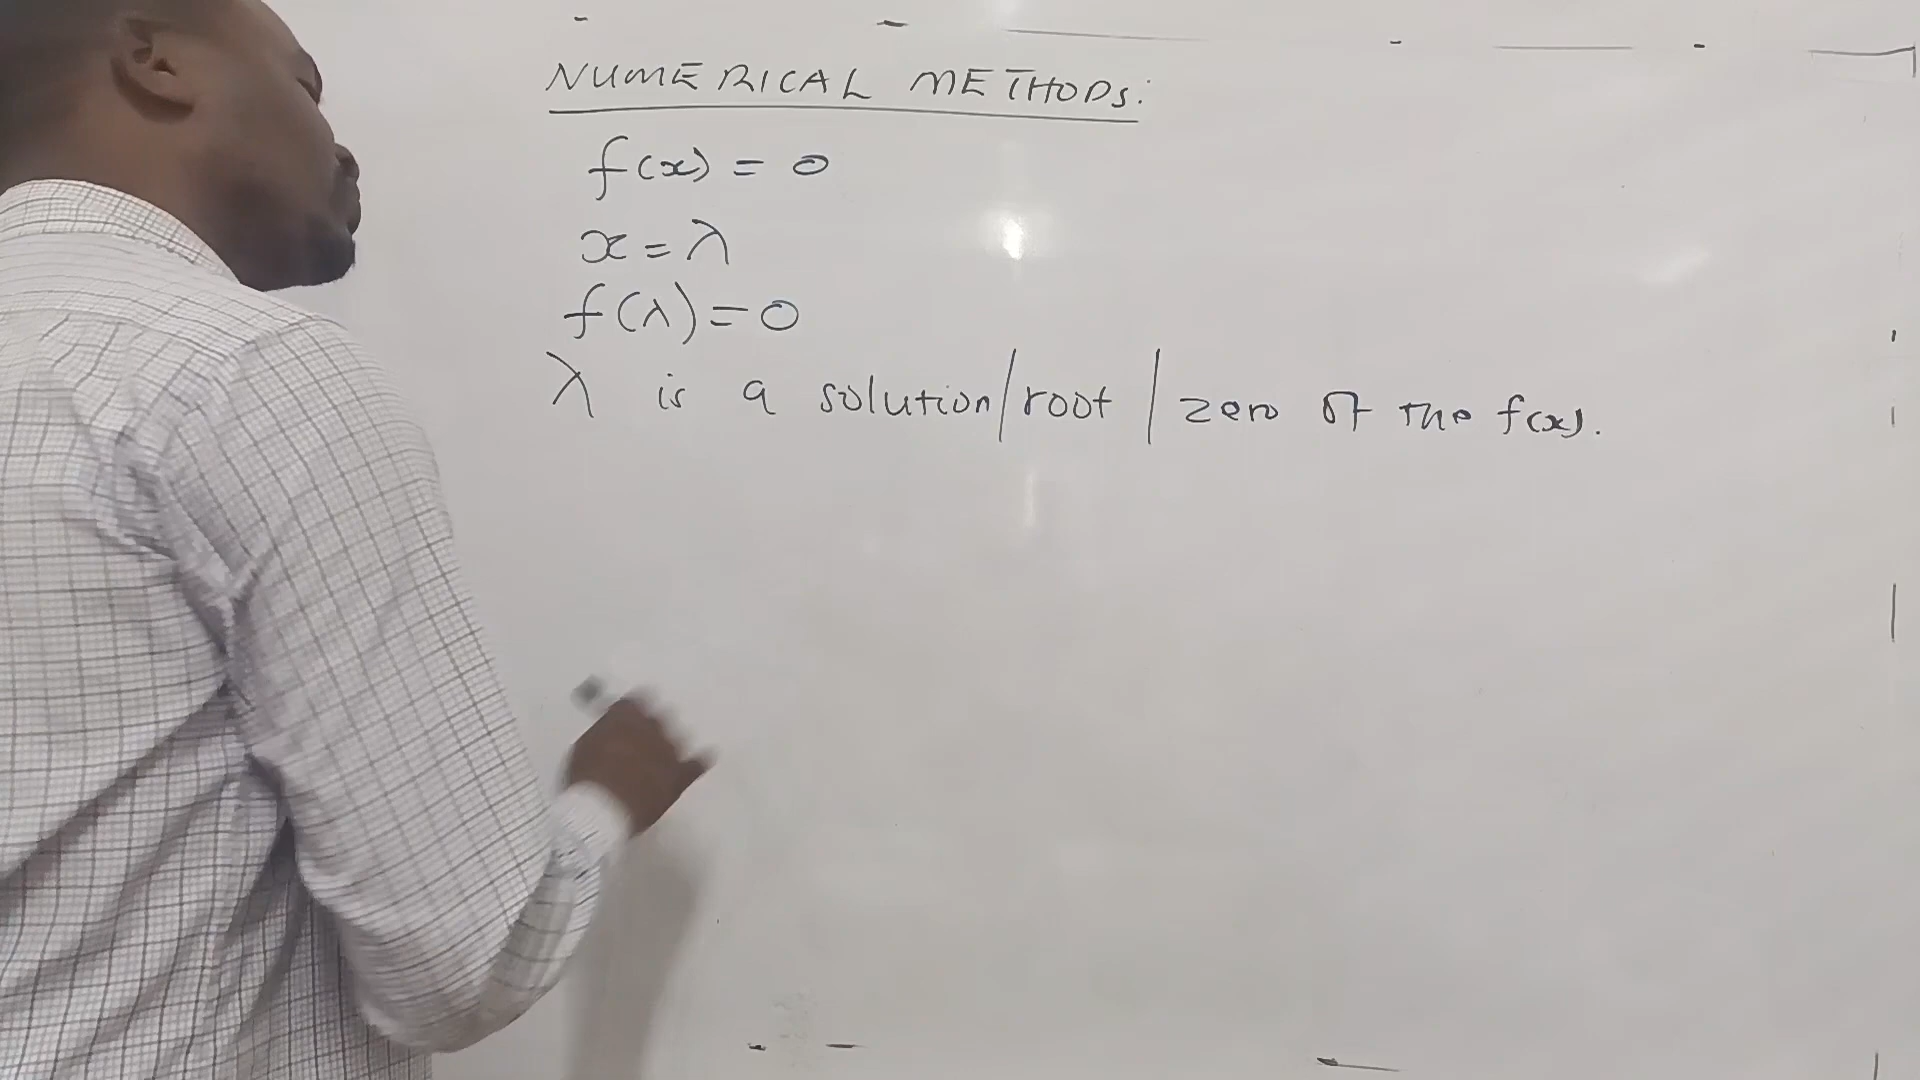 NUMERICAL METHODS:
f(x) = 0
x = λ
f(λ) = 0
λ is a solution/root/zero of the f(x).